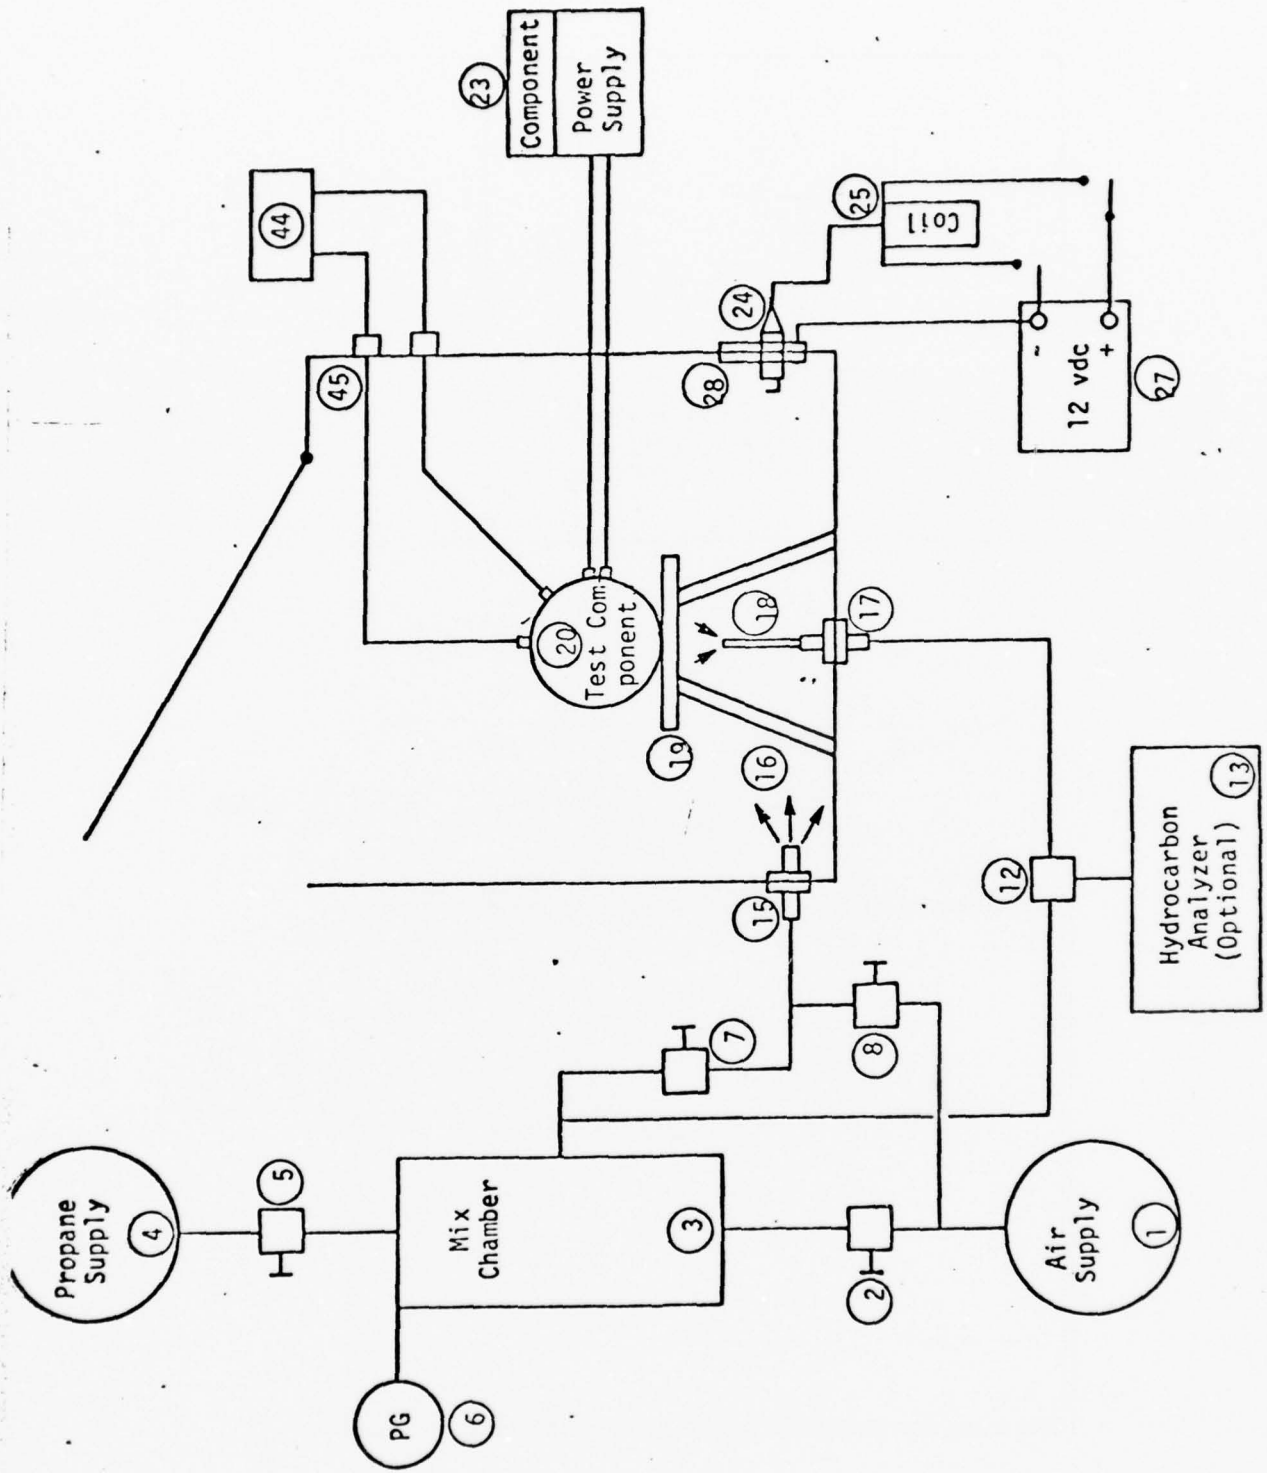 Propane
Supply
4
5
PG
6
Mix
Chamber
3
7
2
8
Air
Supply
1
15
16
12
Hydrocarbon
Analyzer
(Optional)
13
45
44
20
Test Com
ponent
19
18
17
23
Component
Power
Supply
28
24
25
Coil
12 vdc
-
+
27